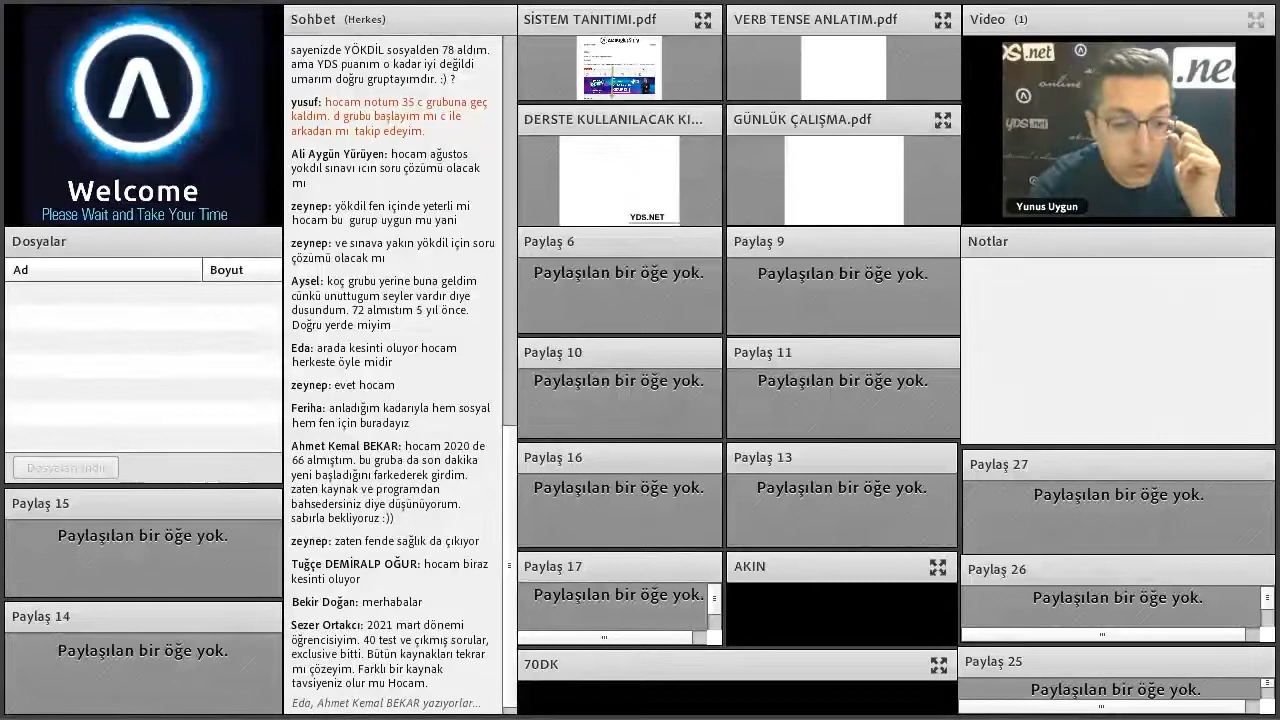 Welcome
Please Wait and Take Your Time
Dosyalar
Ad
Boyut
Dosyaları İndir
Paylaş 15
Paylaşılan bir öğe yok.
Paylaş 14
Paylaşılan bir öğe yok.
Sohbet (Herkes)
sayenizde YÖKDİL sosyalden 78 aldım.
ama YDS puanım o kadar iyi değildi
umarım doğru gruptayımdır. :) ?
yusuf: hocam notum 35 c grubuna geç
kaldım. d grubu başlayım mı c ile
arkadan mı takip edeyim.
Ali Aygün Yürüyen: hocam ağustos
yokdil sınavı ıcın soru çözümü olacak
mı
zeynep: yökdil fen içinde yeterli mi
hocam bu grup uygun mu yani
zeynep: ve sınava yakın yökdil için soru
çözümü olacak mı
Aysel: koç grubu yerine buna geldim
cünkü unuttugum seyler vardır dıye
dusundum. 72 almıstım 5 yıl önce.
Doğru yerde miyim
Eda: arada kesinti oluyor hocam
herkeste öyle midir
zeynep: evet hocam
Feriha: anladığım kadarıyla hem sosyal
hem fen için buradayız
Ahmet Kemal BEKAR: hocam 2020 de
66 almıştım. bu gruba da son dakika
yeni başladığını farkederek girdim.
zaten kaynak ve programdan
bahsedersiniz diye düşünüyorum.
sabırla bekliyoruz :))
zeynep: zaten fende sağlık da çıkıyor
Tuğçe DEMİRALP OĞUR: hocam biraz
kesinti oluyor
Bekir Doğan: merhabalar
Sezer Ortakcı: 2021 mart dönemi
öğrencisiyim. 40 test ve çıkmış sorular,
exclusive bitti. Bütün kaynakları tekrar
mı çözeyim. Farklı bir kaynak
tavsiyeniz olur mu Hocam.
Eda, Ahmet Kemal BEKAR yazıyorlar...
SİSTEM TANITIMI.pdf
VERB TENSE ANLATIM.pdf
DERSTE KULLANILACAK KI...
YDS.NET
GÜNLÜK ÇALIŞMA.pdf
Paylaş 6
Paylaşılan bir öğe yok.
Paylaş 9
Paylaşılan bir öğe yok.
Paylaş 10
Paylaşılan bir öğe yok.
Paylaş 11
Paylaşılan bir öğe yok.
Paylaş 16
Paylaşılan bir öğe yok.
Paylaş 13
Paylaşılan bir öğe yok.
Paylaş 17
Paylaşılan bir öğe yok.
AKIN
70DK
Video (1)
DS.net
.ne
online
YDS.net
Yunus Uygun
Notlar
Paylaş 27
Paylaşılan bir öğe yok.
Paylaş 26
Paylaşılan bir öğe yok.
Paylaş 25
Paylaşılan bir öğe yok.